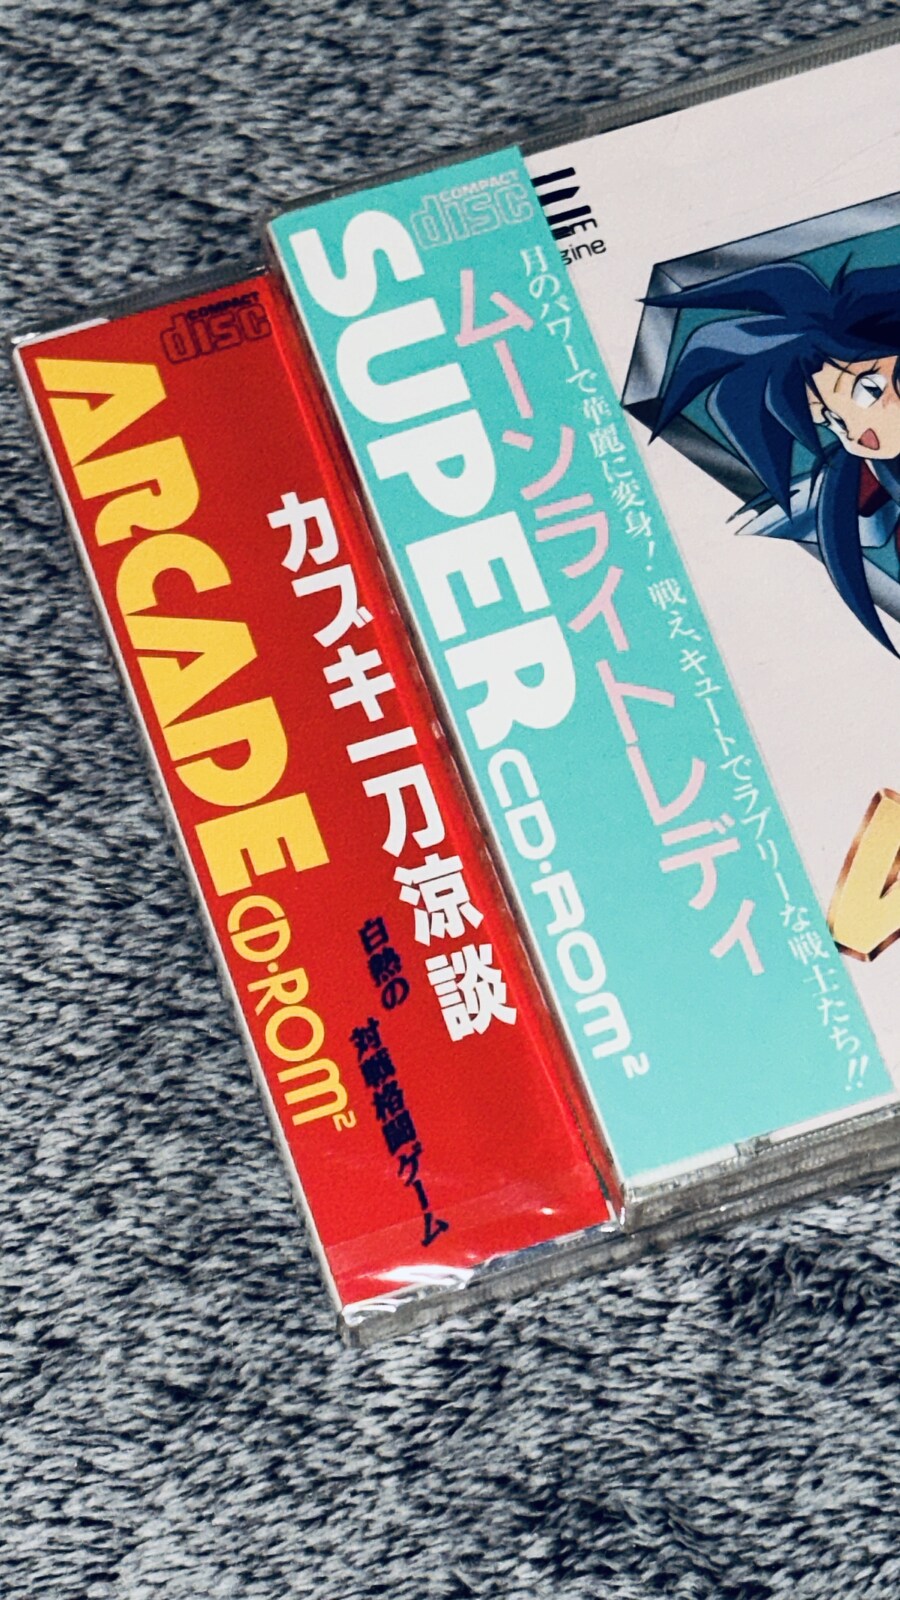 COMPACT
disc
ARCADE CD・ROM²
カブキ一刀涼談
白熱の 対戦格闘ゲーム
COMPACT
disc
SUPER CD・ROM²
ムーンライトレディ
月のパワーで華麗に変身! 戦え、キュートでラブリーな戦士たち!!